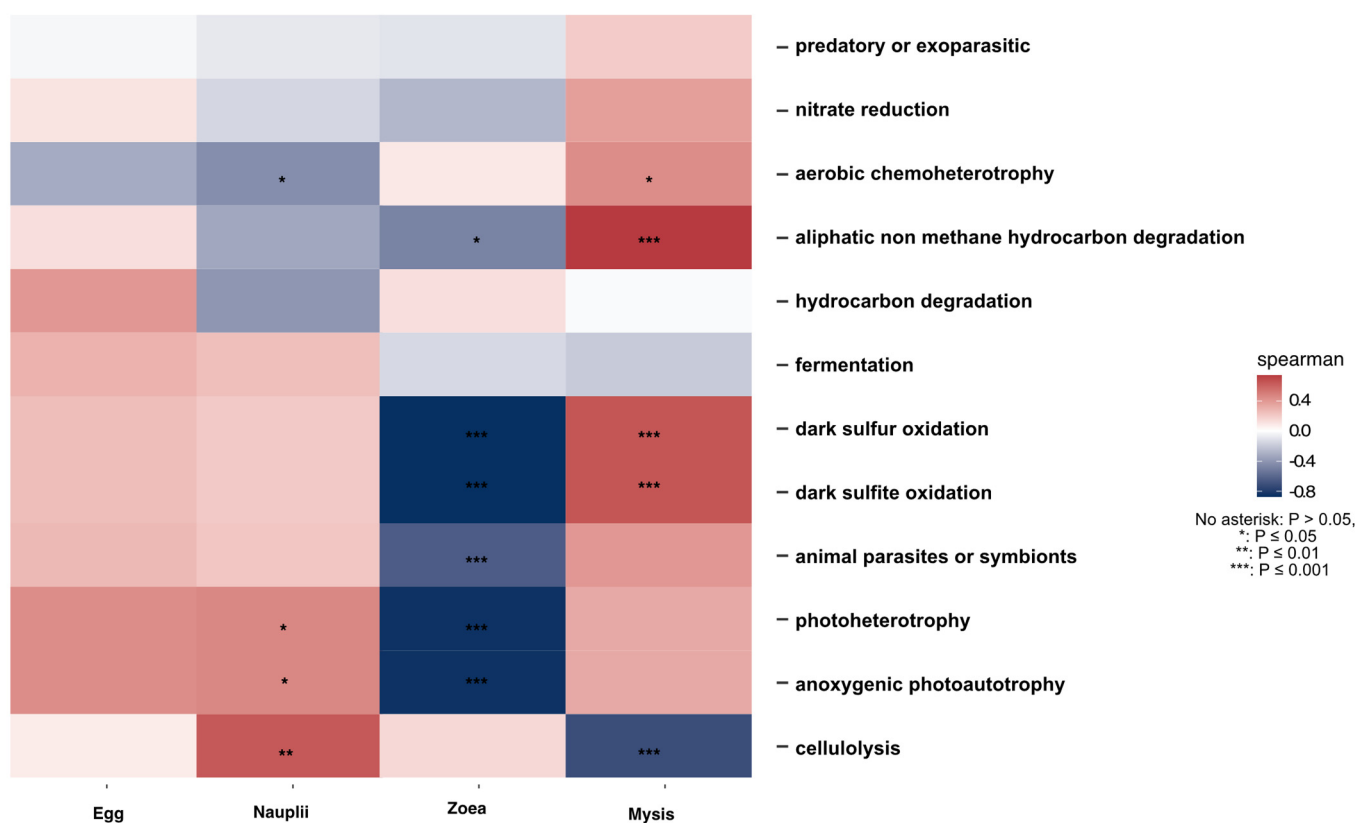 predatory or exoparasitic
nitrate reduction
* * aerobic chemoheterotrophy
* *** aliphatic non methane hydrocarbon degradation
hydrocarbon degradation
fermentation
*** *** dark sulfur oxidation
*** *** dark sulfite oxidation
*** animal parasites or symbionts
* *** photoheterotrophy
* *** anoxygenic photoautotrophy
** *** cellulolysis
Egg Nauplii Zoea Mysis
spearman
0.4
0.0
-0.4
-0.8
No asterisk: P > 0.05,
*: P ≤ 0.05
**: P ≤ 0.01
***: P ≤ 0.001